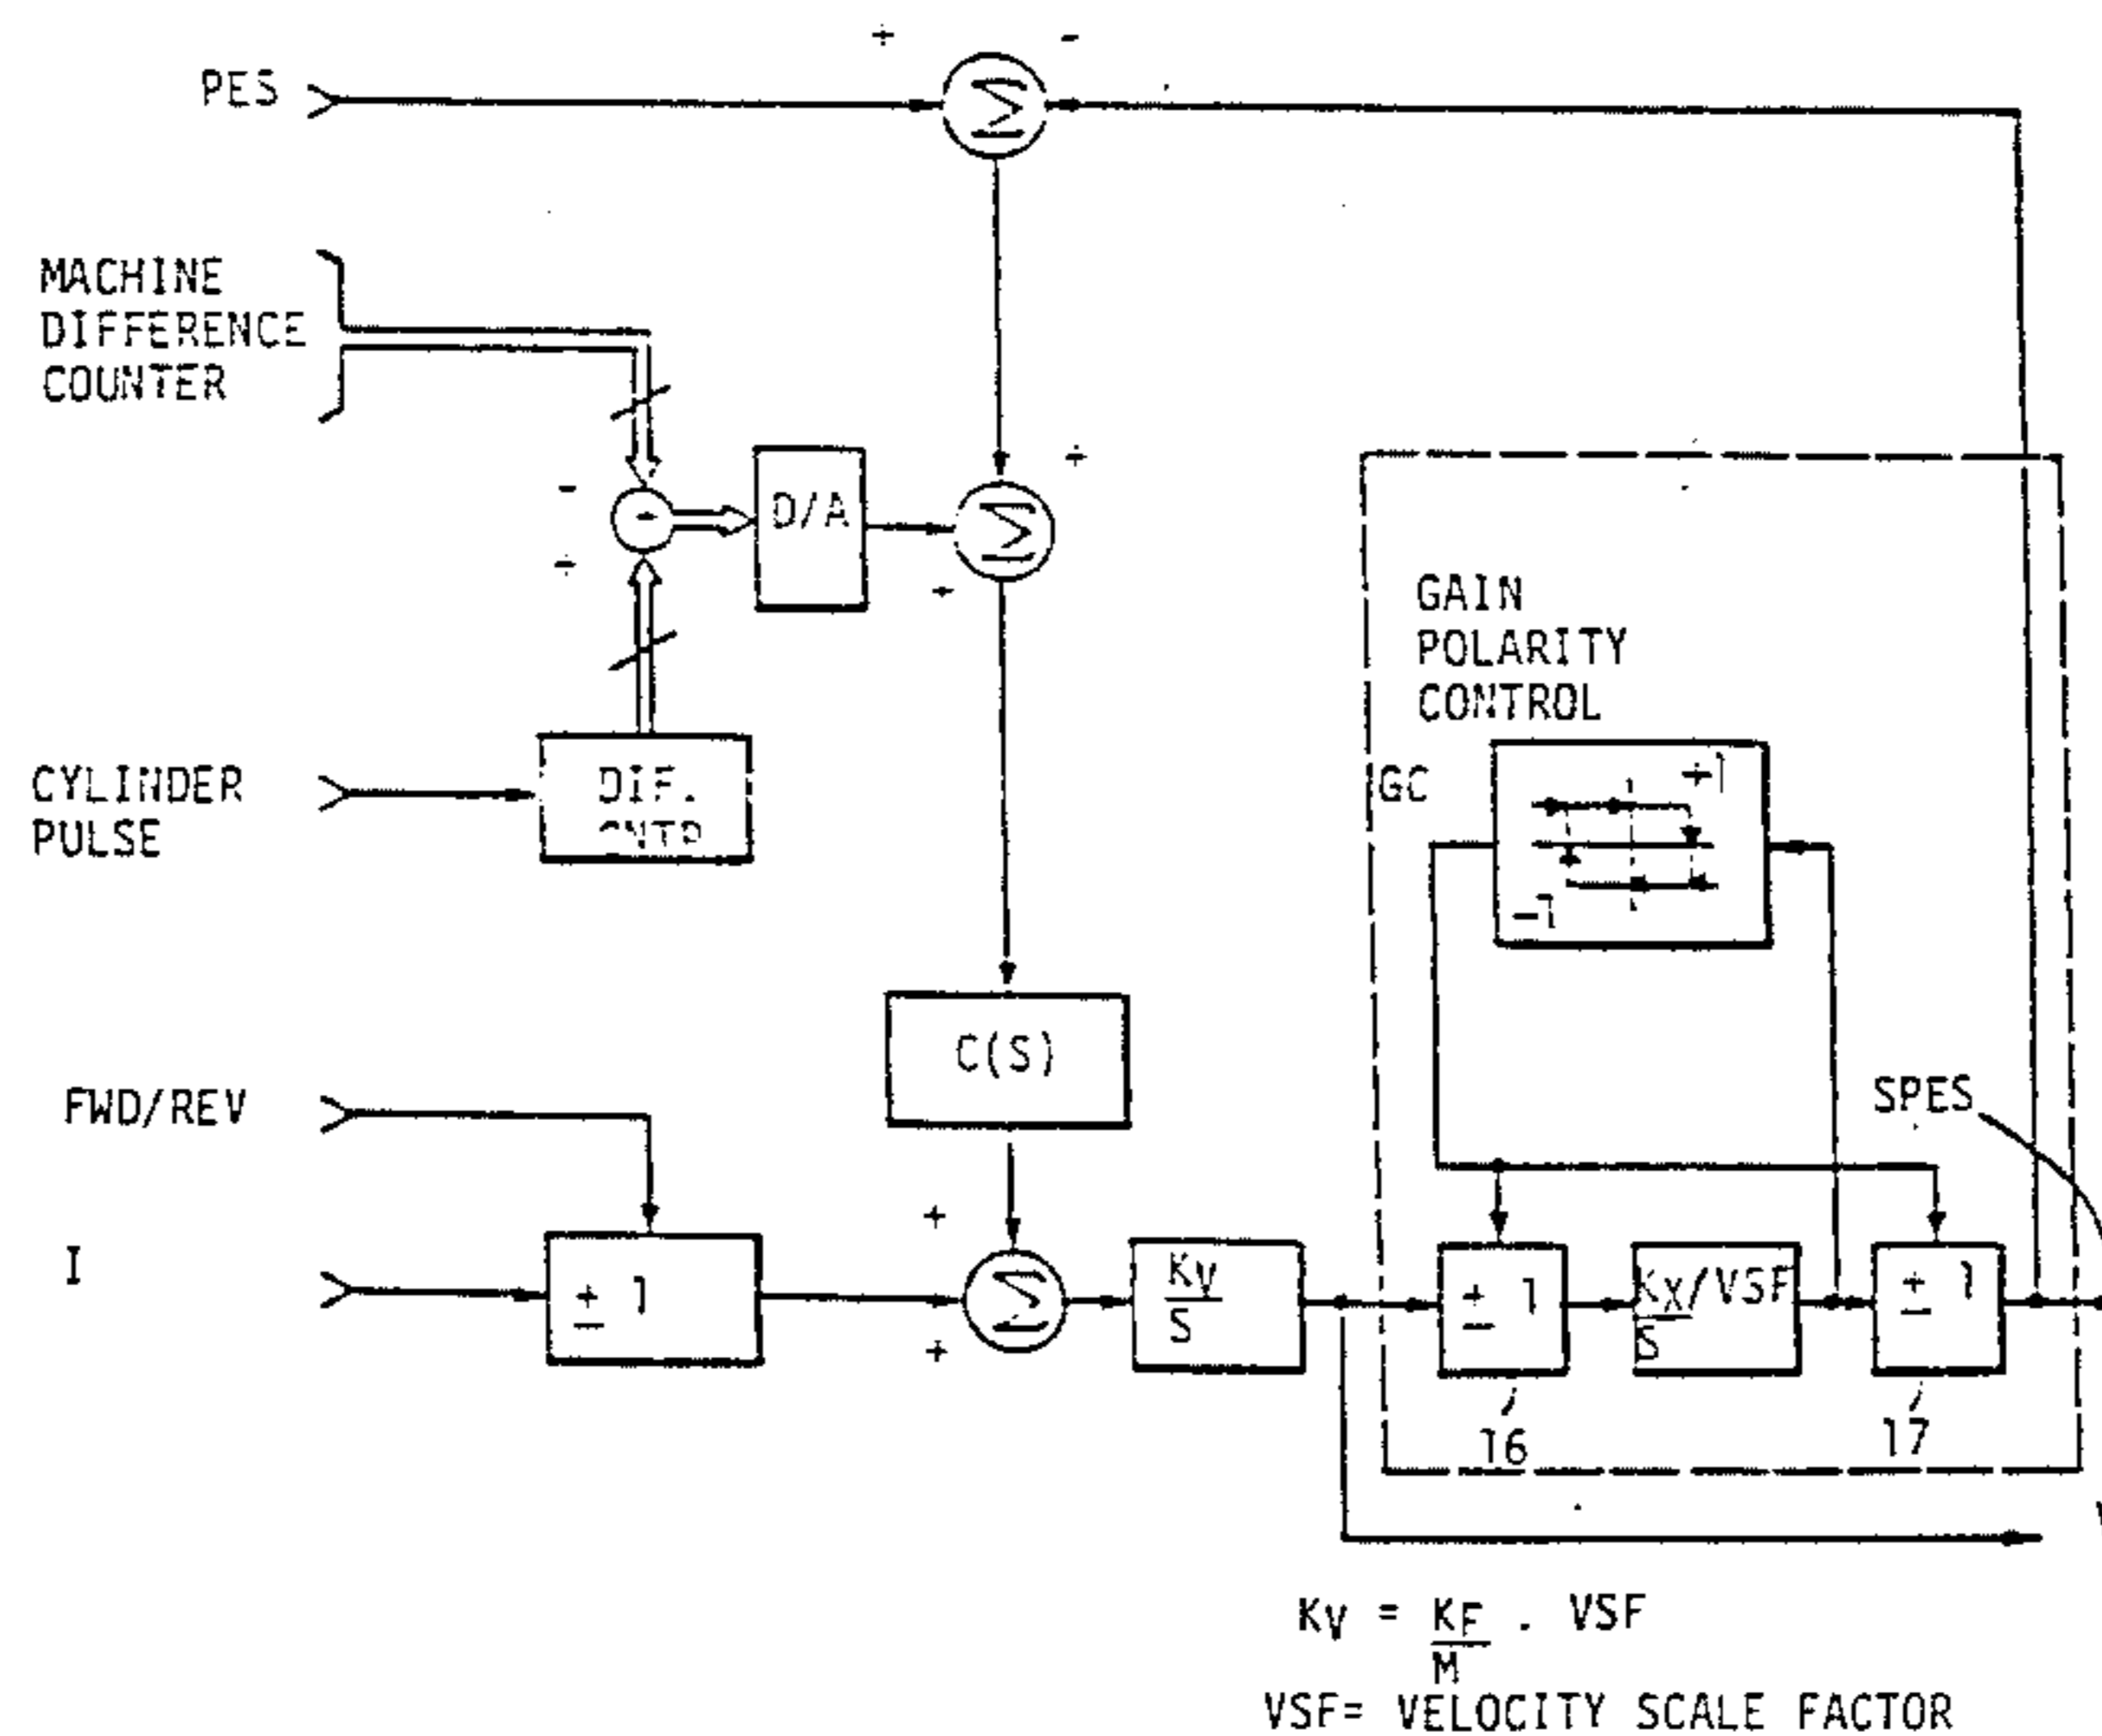 + -
PES
Σ
MACHINE
DIFFERENCE
COUNTER
+
-
D/A
Σ
+
+
GAIN
POLARITY
CONTROL
CYLINDER
PULSE
DIF.
GC
+1
-1
C(S)
SPES
FWD/REV
+
I
± 1
Σ
+
KV
S
± 1
KX/VSF
S
± 1
16
17
KV = KF . VSF
M
VSF= VELOCITY SCALE FACTOR